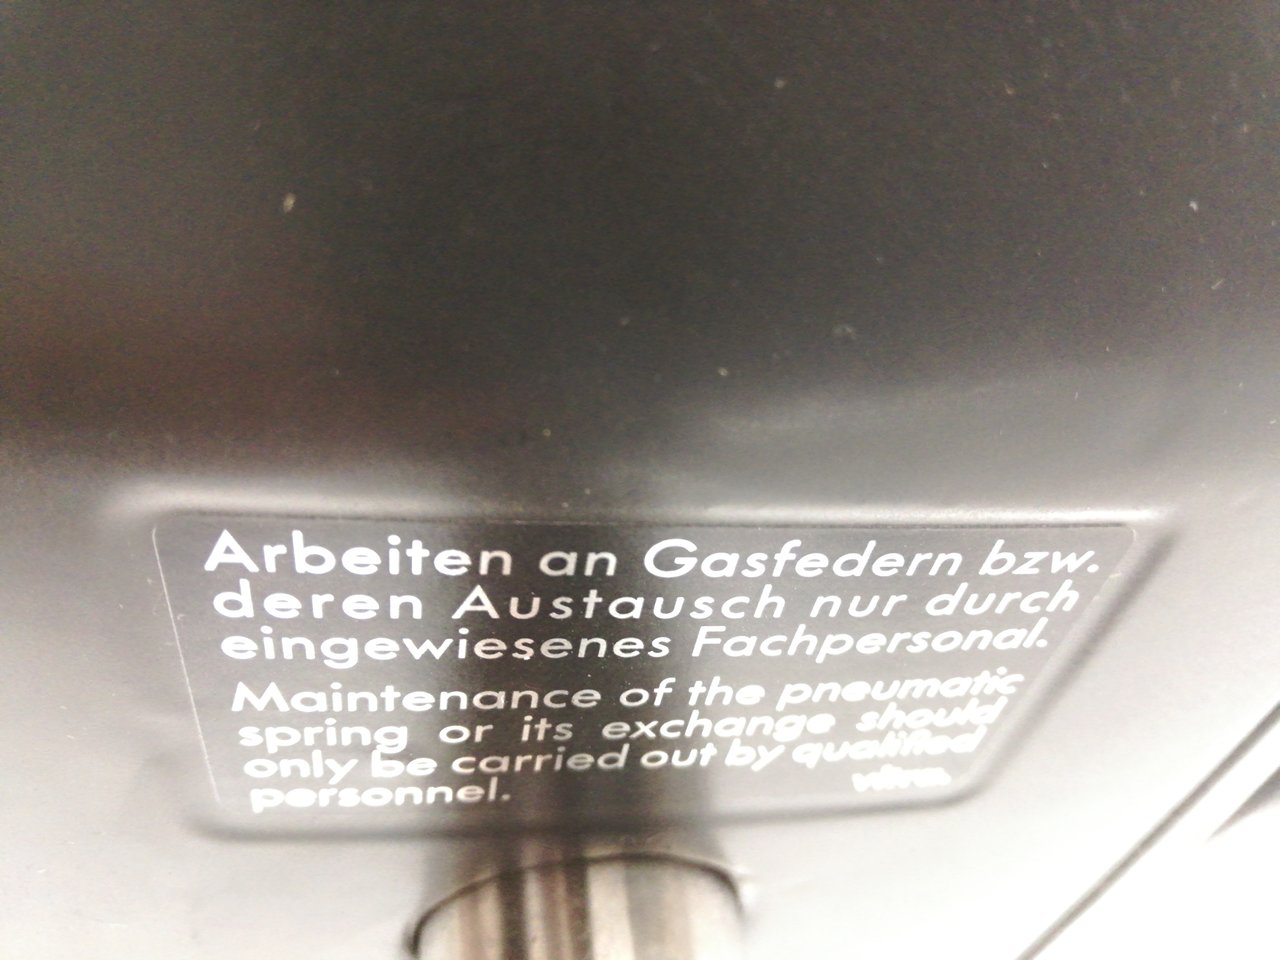 Arbeiten an Gasfedern bzw.
deren Austausch nur durch
eingewiesenes Fachpersonal.
Maintenance of the pneumatic
spring or its exchange should
only be carried out by qualified
personnel.
vitra.